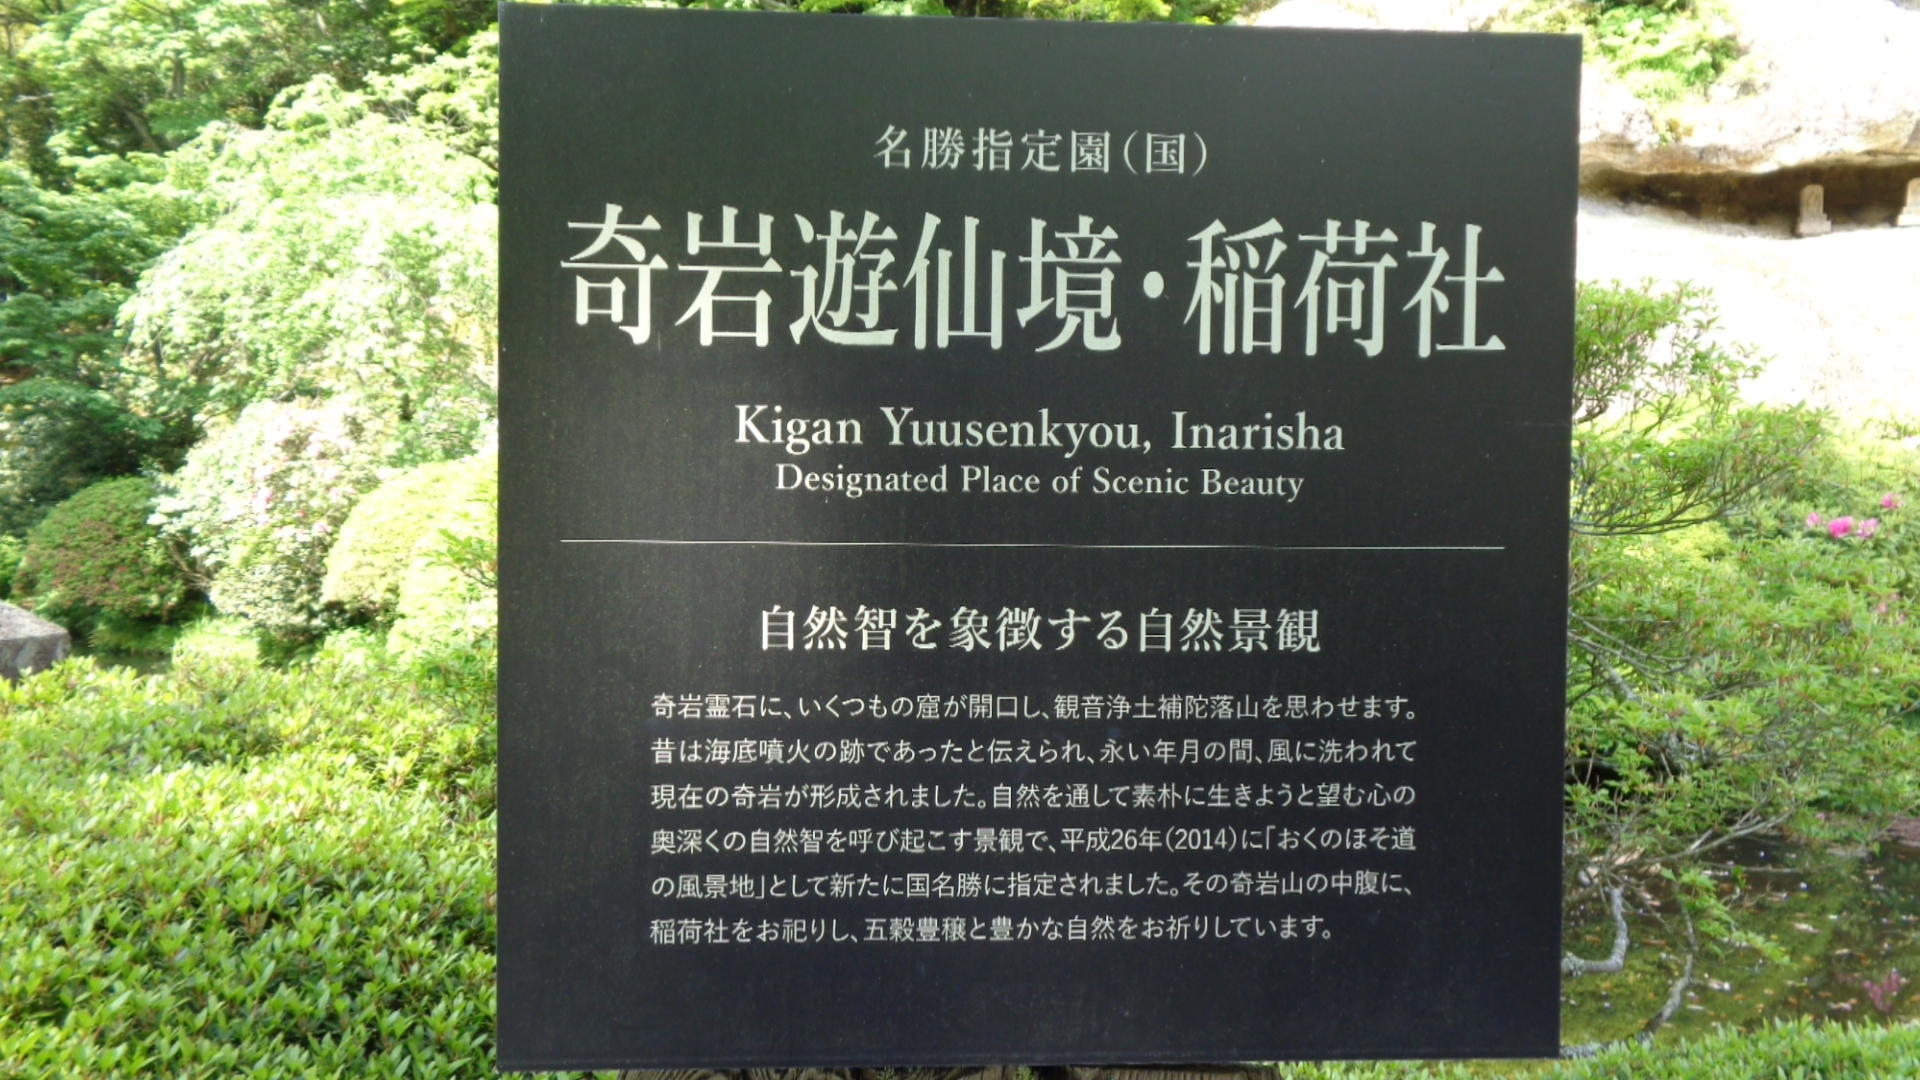 名勝指定園(国)
奇岩遊仙境・稲荷社
Kigan Yuusenkyou, Inarisha
Designated Place of Scenic Beauty
自然智を象徴する自然景観
奇岩霊石に、いくつもの窟が開口し、観音浄土補陀落山を思わせます。
昔は海底噴火の跡であったと伝えられ、永い年月の間、風に洗われて
現在の奇岩が形成されました。自然を通して素朴に生きようと望む心の
奥深くの自然智を呼び起こす景観で、平成26年(2014)に「おくのほそ道
の風景地」として新たに国名勝に指定されました。その奇岩山の中腹に、
稲荷社をお祀りし、五穀豊穣と豊かな自然をお祈りしています。